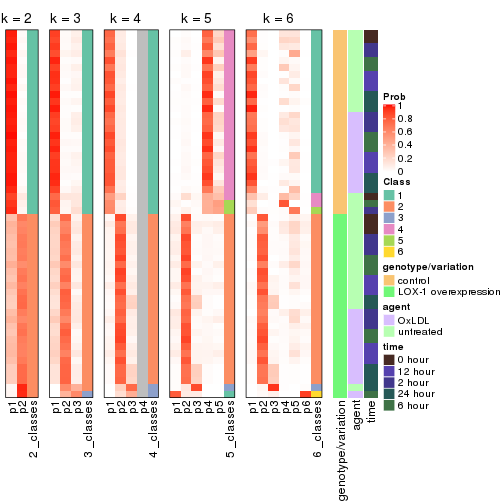 k = 2
k = 3
k = 4
k = 5
k = 6
Prob
1
0.8
0.6
0.4
0.2
0
Class
1
2
3
4
5
6
genotype/variation
control
LOX-1 overexpression
agent
OxLDL
untreated
time
0 hour
12 hour
2 hour
24 hour
6 hour
p1
p2
2_classes
p1
p2
p3
3_classes
p1
p2
p3
p4
4_classes
p1
p2
p3
p4
p5
5_classes
p1
p2
p3
p4
p5
p6
6_classes
genotype/variation
agent
time